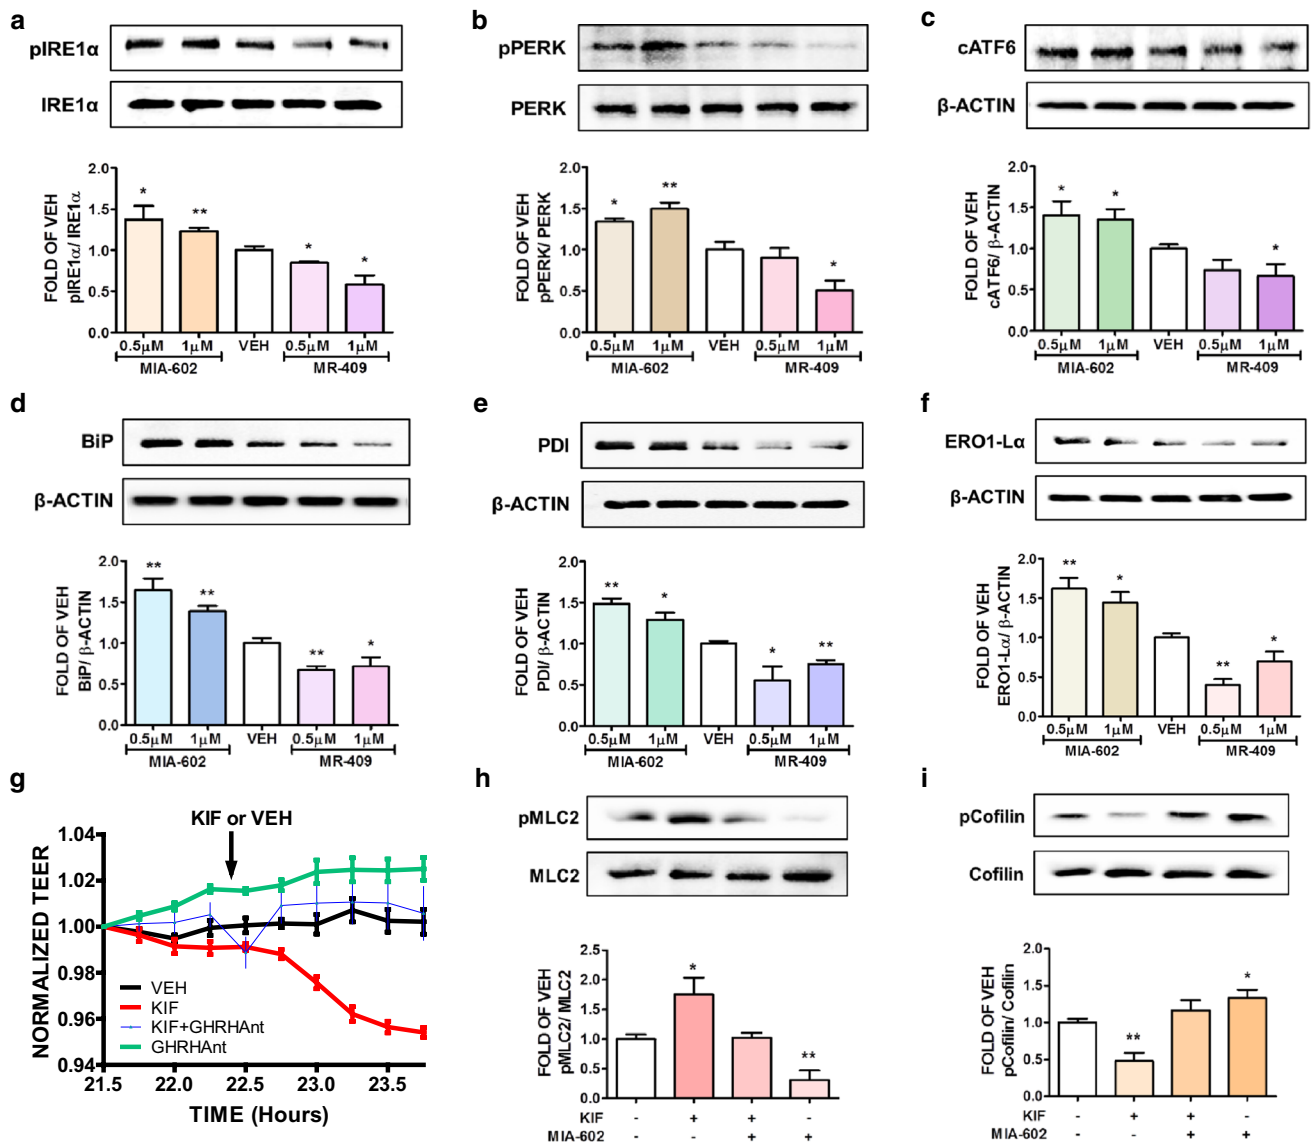 a
pIRE1α
IRE1α
FOLD OF VEH
pIRE1α/ IRE1α
2.0
1.5
1.0
0.5
0.0
*
**
*
*
0.5μM 1μM VEH 0.5μM 1μM
MIA-602 MR-409
b
pPERK
PERK
FOLD OF VEH
pPERK/ PERK
2.0
1.5
1.0
0.5
0.0
*
**
*
0.5μM 1μM VEH 0.5μM 1μM
MIA-602 MR-409
c
cATF6
β-ACTIN
FOLD OF VEH
cATF6/ β-ACTIN
2.0
1.5
1.0
0.5
0.0
*
*
*
0.5μM 1μM VEH 0.5μM 1μM
MIA-602 MR-409
d
BiP
β-ACTIN
FOLD OF VEH
BiP/ β-ACTIN
2.0
1.5
1.0
0.5
0.0
**
**
**
*
0.5μM 1μM VEH 0.5μM 1μM
MIA-602 MR-409
e
PDI
β-ACTIN
FOLD OF VEH
PDI/ β-ACTIN
2.0
1.5
1.0
0.5
0.0
**
*
*
**
0.5μM 1μM VEH 0.5μM 1μM
MIA-602 MR-409
f
ERO1-Lα
β-ACTIN
FOLD OF VEH
ERO1-Lα/ β-ACTIN
2.0
1.5
1.0
0.5
0.0
**
*
**
*
0.5μM 1μM VEH 0.5μM 1μM
MIA-602 MR-409
g
KIF or VEH
NORMALIZED TEER
1.04
1.02
1.00
0.98
0.96
0.94
VEH
KIF
KIF+GHRHAnt
GHRHAnt
21.5 22.0 22.5 23.0 23.5
TIME (Hours)
h
pMLC2
MLC2
FOLD OF VEH
pMLC2/ MLC2
2.5
2.0
1.5
1.0
0.5
0.0
*
**
KIF - + + -
MIA-602 - - + +
i
pCofilin
Cofilin
FOLD OF VEH
pCofilin/ Cofilin
2.0
1.5
1.0
0.5
0.0
**
*
KIF - + + -
MIA-602 - - + +